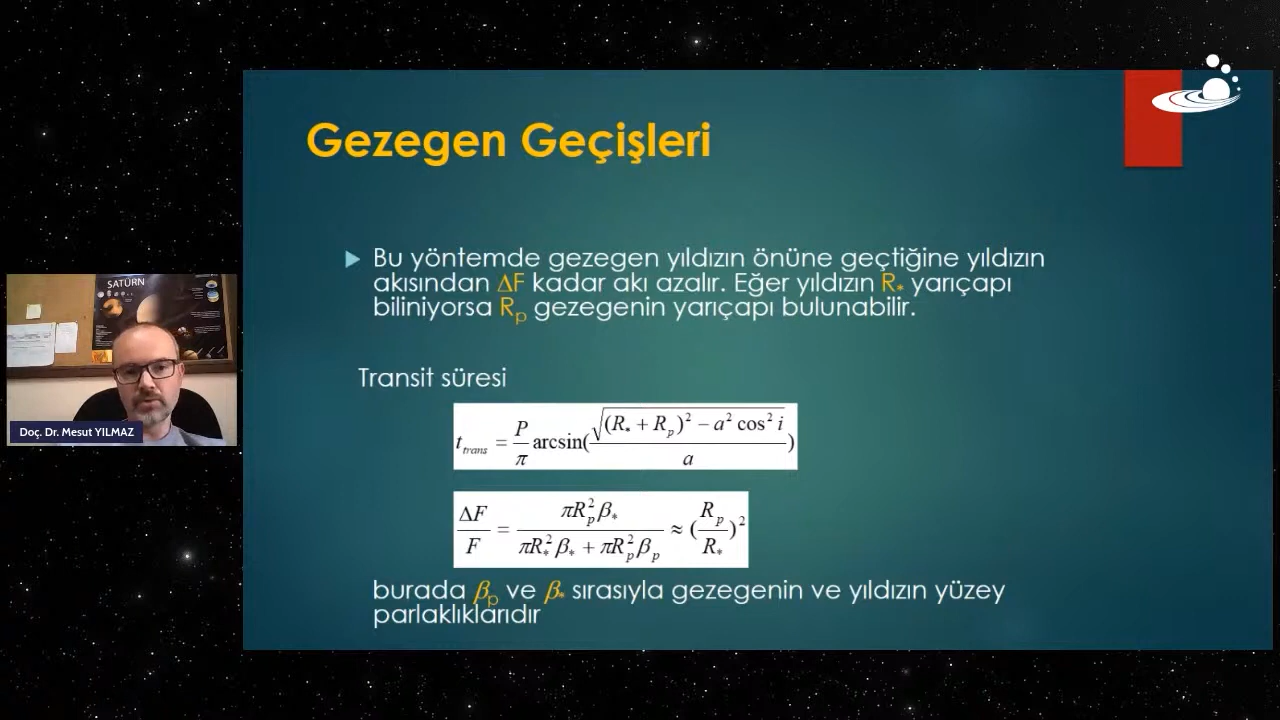 Gezegen Geçişleri
Bu yöntemde gezegen yıldızın önüne geçtiğine yıldızın
akısından ΔF kadar akı azalır. Eğer yıldızın R* yarıçapı
biliniyorsa Rp gezegenin yarıçapı bulunabilir.
Transit süresi
t_trans = P/π arcsin(√((R* + Rp)² − a² cos² i)/a)
ΔF/F = πRp²β*/(πR*²β* + πRp²βp) ≈ (Rp/R*)²
burada βp ve β* sırasıyla gezegenin ve yıldızın yüzey
parlaklıklarıdır
SATÜRN
Doç. Dr. Mesut YILMAZ